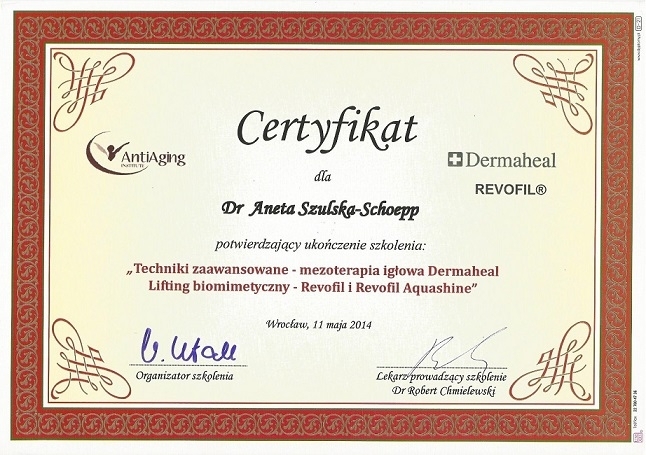 Certyfikat
AntiAging
INSTITUTE
Dermaheal
REVOFIL®
dla
Dr Aneta Szulska-Schoepp
potwierdzający ukończenie szkolenia:
„Techniki zaawansowane - mezoterapia igłowa Dermaheal
Lifting biomimetyczny - Revofil i Revofil Aquashine”
Wrocław, 11 maja 2014
Organizator szkolenia
Lekarz prowadzący szkolenie
Dr Robert Chmielewski